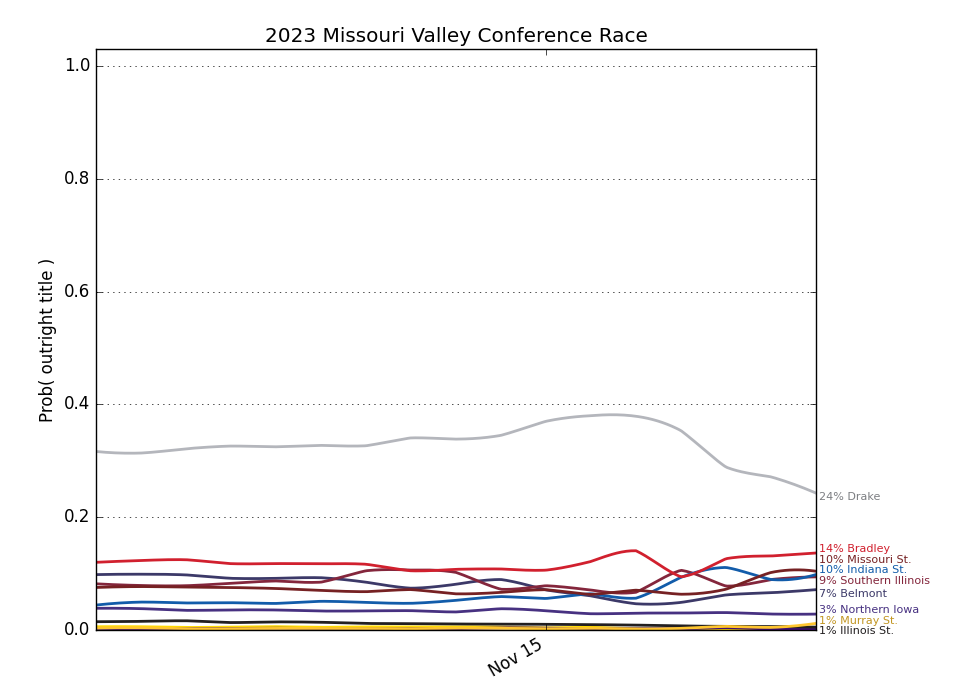 2023 Missouri Valley Conference Race
Prob( outright title )
1.0
0.8
0.6
0.4
0.2
0.0
Nov 15
24% Drake
14% Bradley
10% Missouri St.
10% Indiana St.
9% Southern Illinois
7% Belmont
3% Northern Iowa
1% Murray St.
1% Illinois St.